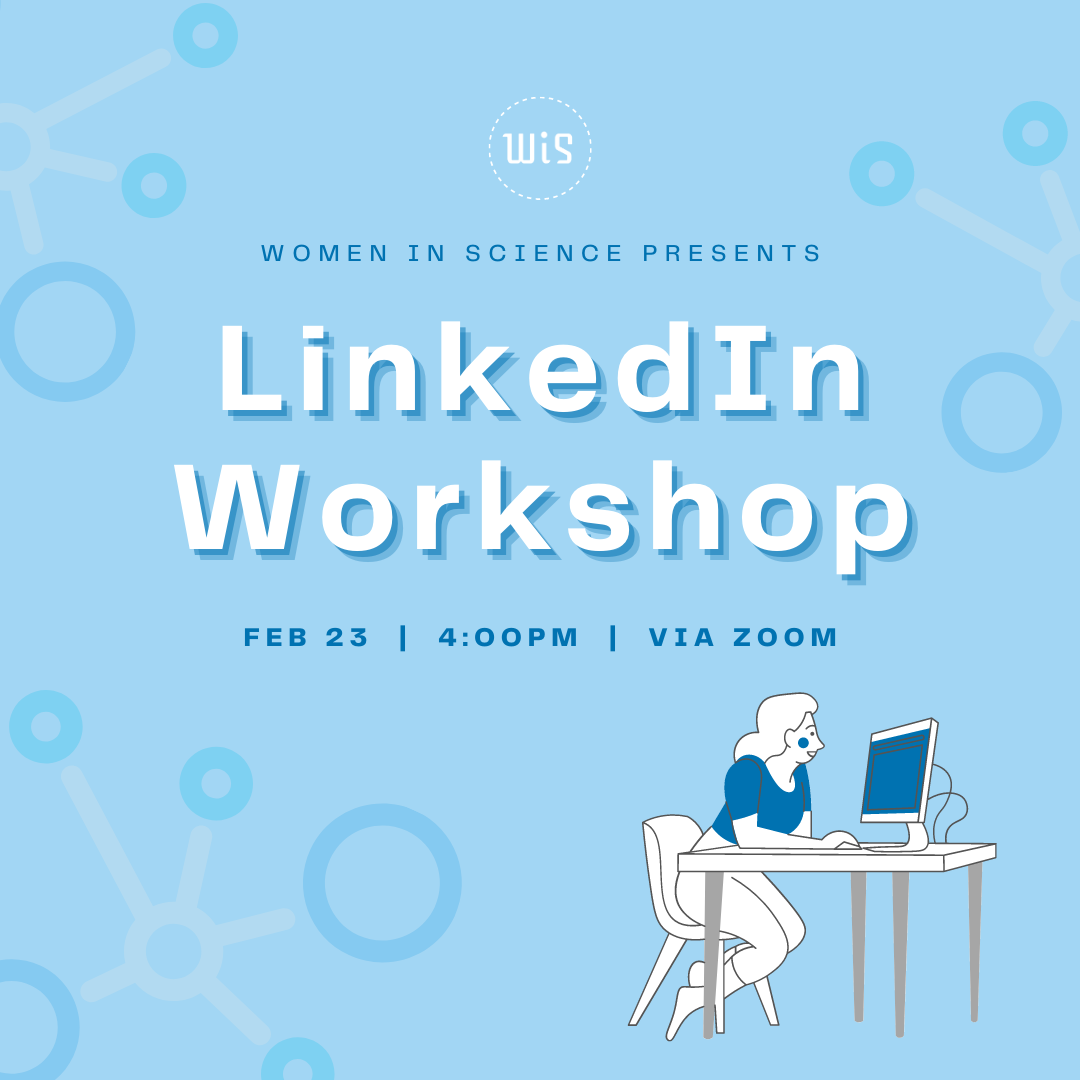 WiS
WOMEN IN SCIENCE PRESENTS
LinkedIn
Workshop
FEB 23 | 4:00PM | VIA ZOOM